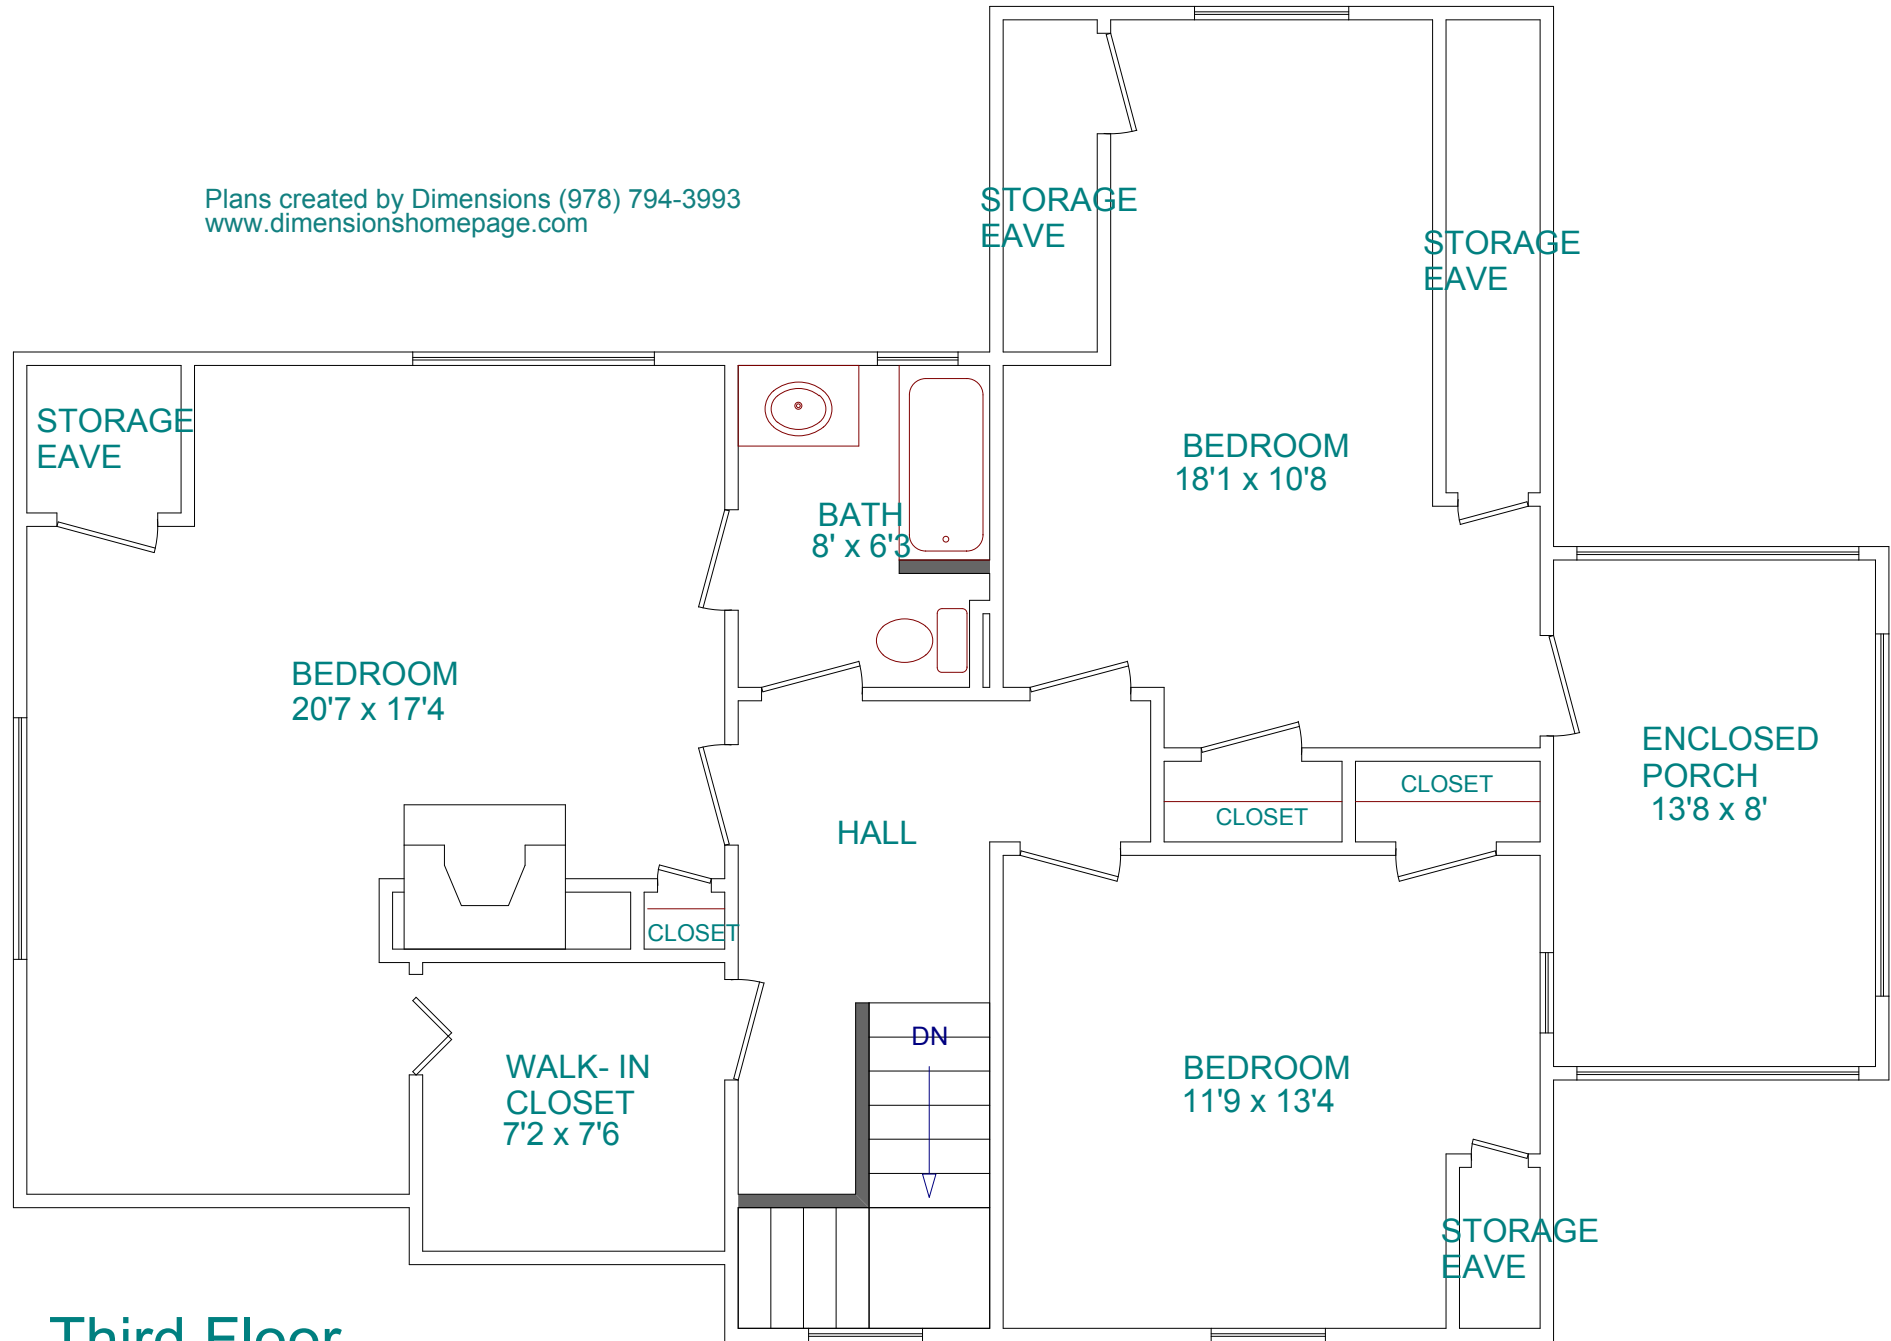 Plans created by Dimensions (978) 794-3993
www.dimensionshomepage.com
STORAGE
EAVE
STORAGE
EAVE
STORAGE
EAVE
BEDROOM
18'1 x 10'8
BATH
8' x 6'3
BEDROOM
20'7 x 17'4
ENCLOSED
PORCH
13'8 x 8'
CLOSET
CLOSET
HALL
CLOSET
DN
WALK- IN
CLOSET
7'2 x 7'6
BEDROOM
11'9 x 13'4
STORAGE
EAVE
Third Floor